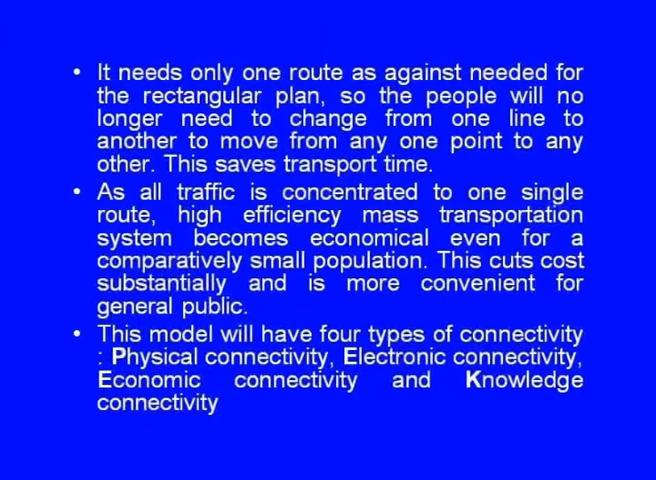 • It needs only one route as against needed for
the rectangular plan, so the people will no
longer need to change from one line to
another to move from any one point to any
other. This saves transport time.
• As all traffic is concentrated to one single
route, high efficiency mass transportation
system becomes economical even for a
comparatively small population. This cuts cost
substantially and is more convenient for
general public.
• This model will have four types of connectivity
: Physical connectivity, Electronic connectivity,
Economic connectivity and Knowledge
connectivity